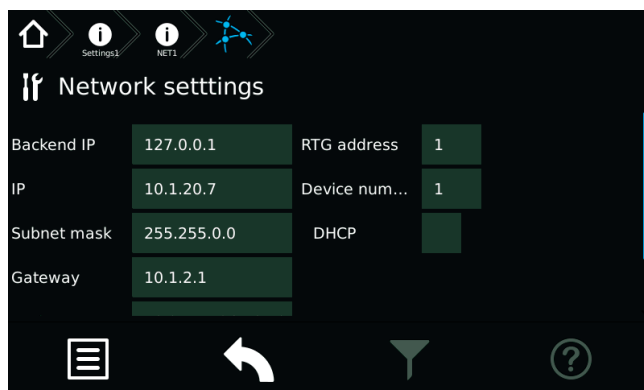 Settings1
NET1
Network setttings
Backend IP 127.0.0.1 RTG address 1
IP 10.1.20.7 Device num... 1
Subnet mask 255.255.0.0 DHCP
Gateway 10.1.2.1